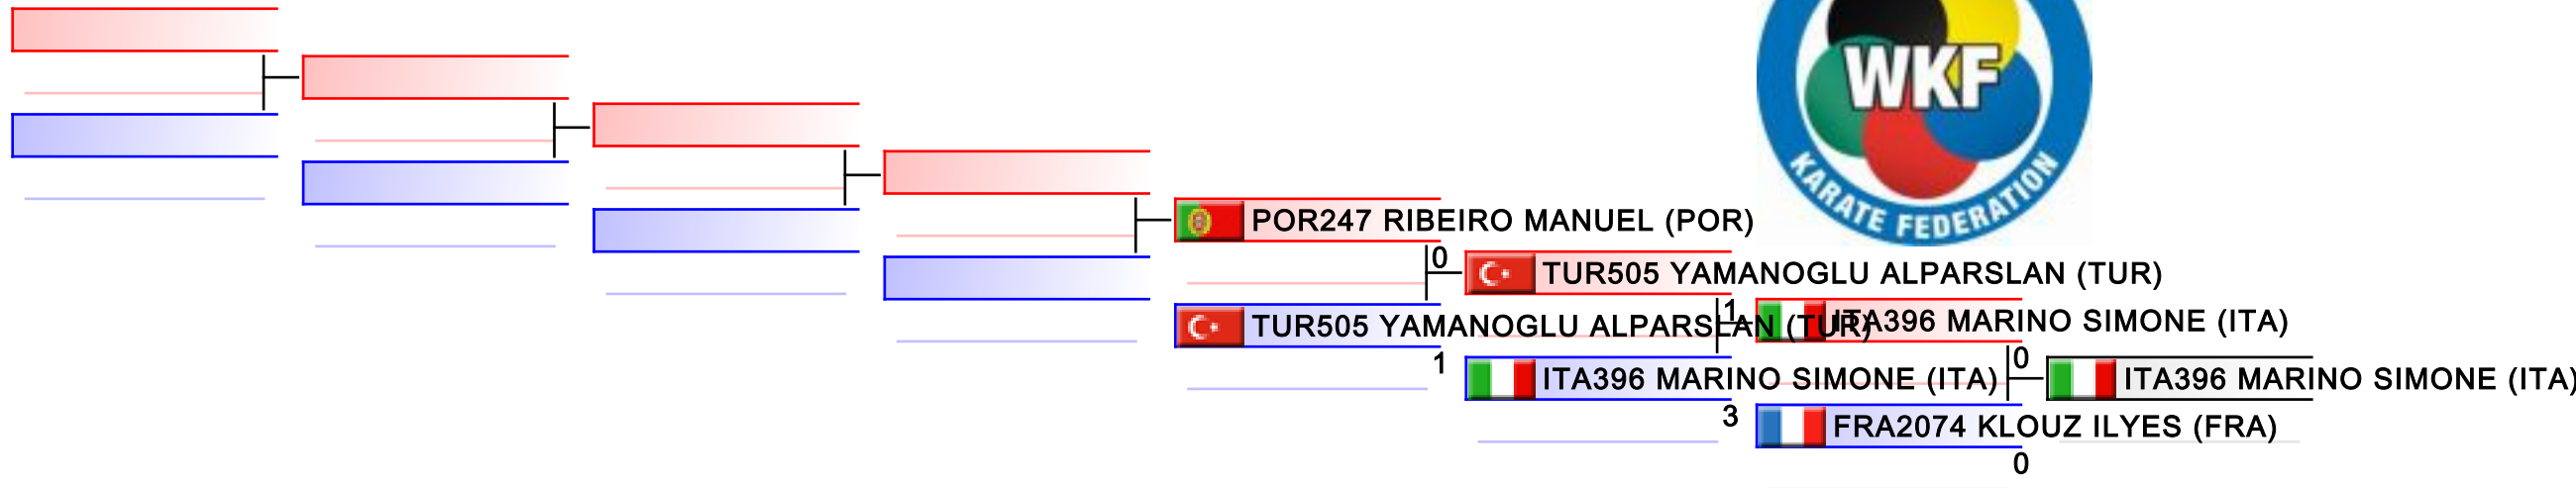 WKF
KARATE FEDERATION
POR247 RIBEIRO MANUEL (POR)
0
TUR505 YAMANOGLU ALPARSLAN (TUR)
1
TUR505 YAMANOGLU ALPARSLAN (TUR)
1
ITA396 MARINO SIMONE (ITA)
3
ITA396 MARINO SIMONE (ITA)
0
FRA2074 KLOUZ ILYES (FRA)
0
ITA396 MARINO SIMONE (ITA)